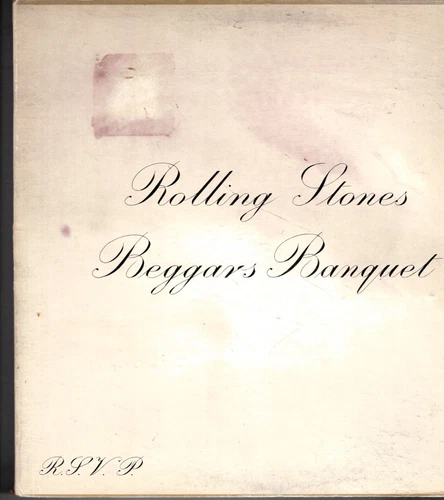 Rolling Stones
Beggars Banquet
R.S.V.P.